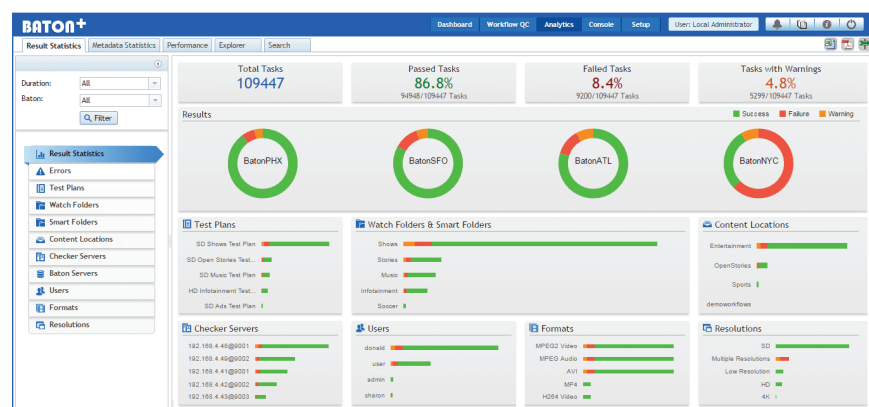 BATON+
Dashboard Workflow QC Analytics Console Setup User: Local Administrator
Result Statistics Metadata Statistics Performance Explorer Search
Duration: All
Baton: All
Filter
Result Statistics
Errors
Test Plans
Watch Folders
Smart Folders
Content Locations
Checker Servers
Baton Servers
Users
Formats
Resolutions
Total Tasks
109447
Passed Tasks
86.8%
94948/109447 Tasks
Failed Tasks
8.4%
9200/109447 Tasks
Tasks with Warnings
4.8%
5299/109447 Tasks
Results
Success Failure Warning
BatonPHX
BatonSFO
BatonATL
BatonNYC
Test Plans
SD Shows Test Plan
SD Open Stories Test...
SD Music Test Plan
HD Infotainment Test...
SD Ads Test Plan
Watch Folders & Smart Folders
Shows
Stories
Music
Infotainment
Soccer
Content Locations
Entertainment
OpenStories
Sports
demoworkflows
Checker Servers
192.168.4.48@9001
192.168.4.49@9002
192.168.4.41@9001
192.168.4.42@9002
192.168.4.43@9003
Users
donald
user
admin
sharon
Formats
MPEG2 Video
MPEG Audio
AVI
MP4
H264 Video
Resolutions
SD
Multiple Resolutions
Low Resolution
HD
4K